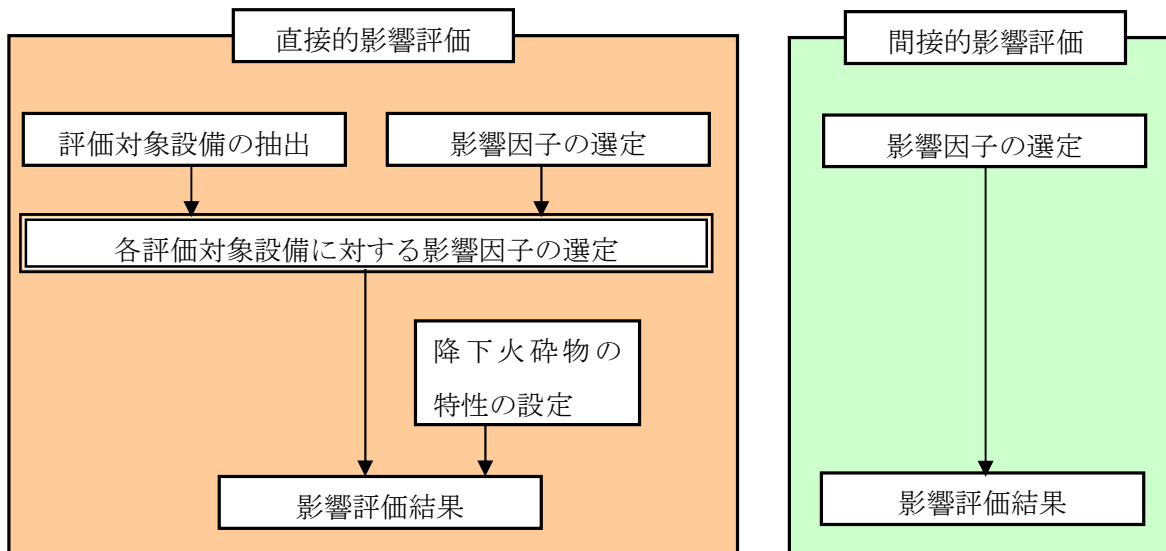 直接的影響評価
評価対象設備の抽出
影響因子の選定
各評価対象設備に対する影響因子の選定
降下火砕物の
特性の設定
影響評価結果
間接的影響評価
影響因子の選定
影響評価結果